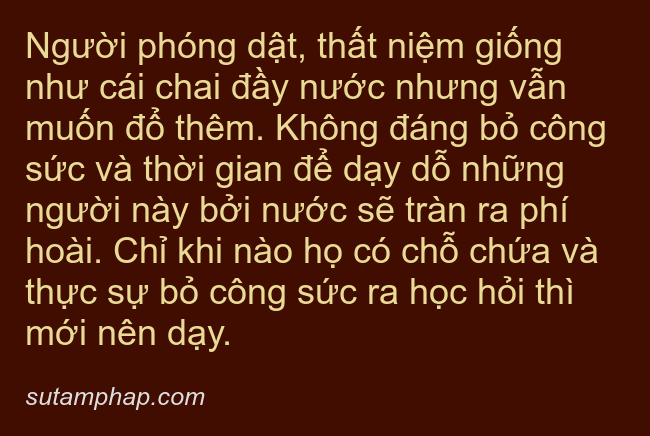 Người phóng dật, thất niệm giống
như cái chai đầy nước nhưng vẫn
muốn đổ thêm. Không đáng bỏ công
sức và thời gian để dạy dỗ những
người này bởi nước sẽ tràn ra phí
hoài. Chỉ khi nào họ có chỗ chứa và
thực sự bỏ công sức ra học hỏi thì
mới nên dạy.
sutamphap.com